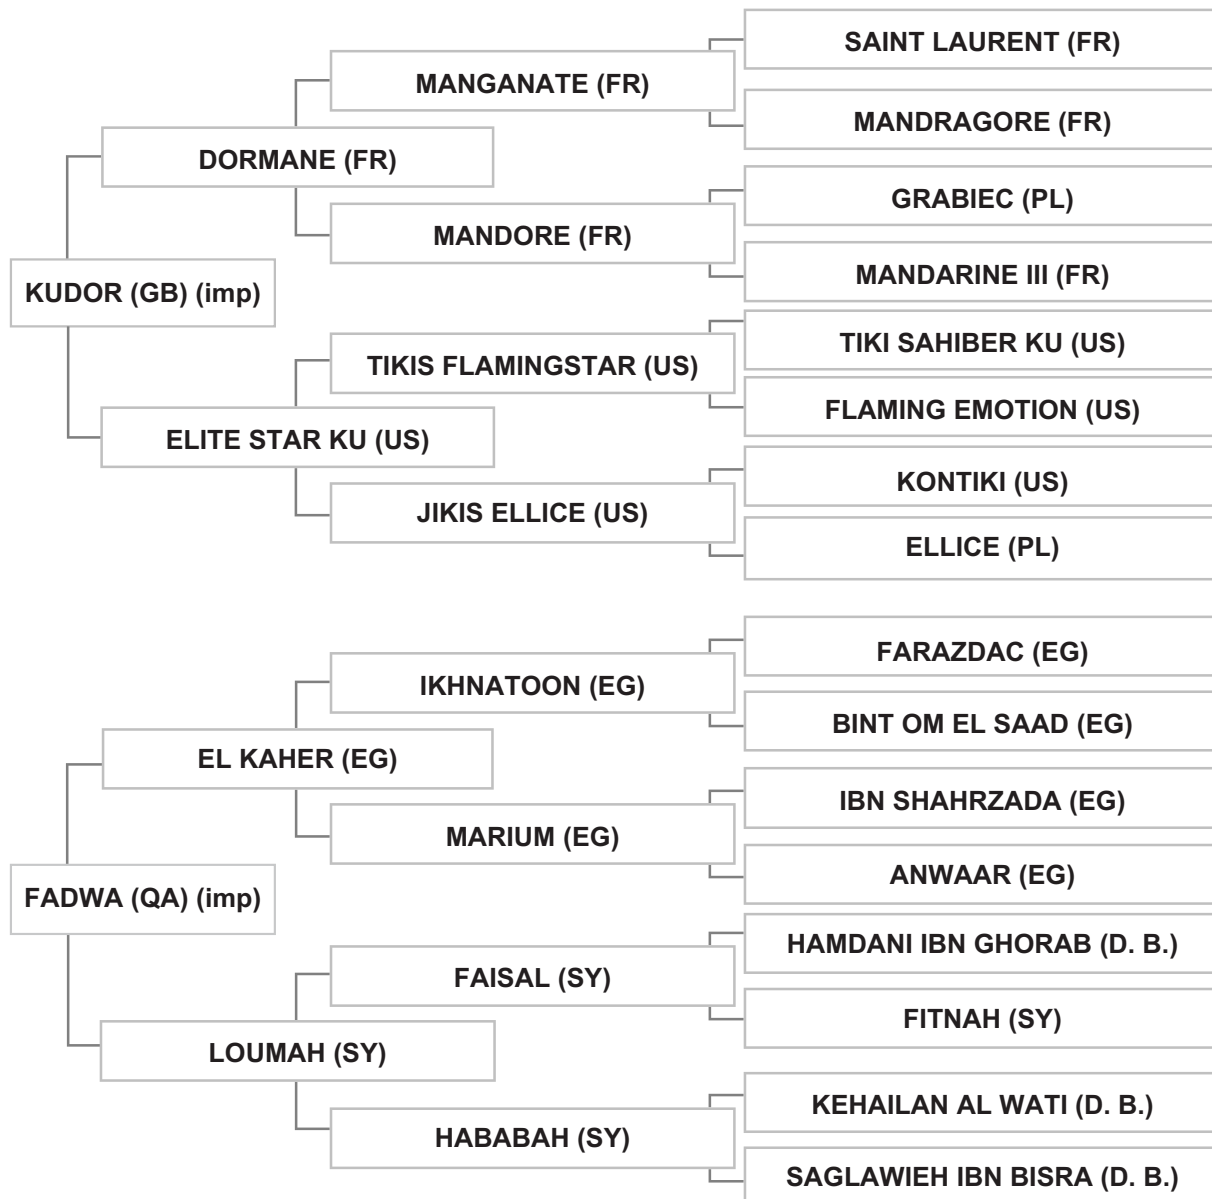 SAINT LAURENT (FR)
MANGANATE (FR)
MANDRAGORE (FR)
DORMANE (FR)
GRABIEC (PL)
MANDORE (FR)
MANDARINE III (FR)
KUDOR (GB) (imp)
TIKI SAHIBER KU (US)
TIKIS FLAMINGSTAR (US)
FLAMING EMOTION (US)
ELITE STAR KU (US)
KONTIKI (US)
JIKIS ELLICE (US)
ELLICE (PL)
FARAZDAC (EG)
IKHNATOON (EG)
BINT OM EL SAAD (EG)
EL KAHER (EG)
IBN SHAHRZADA (EG)
MARIUM (EG)
ANWAAR (EG)
FADWA (QA) (imp)
HAMDANI IBN GHORAB (D. B.)
FAISAL (SY)
FITNAH (SY)
LOUMAH (SY)
KEHAILAN AL WATI (D. B.)
HABABAH (SY)
SAGLAWIEH IBN BISRA (D. B.)